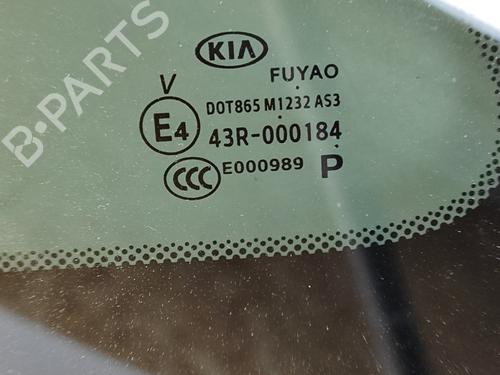 B-PARTS
KIA
FUYAO
V
DOT865 M1232 AS3
E4
43R-000184
CCC
E000989
P